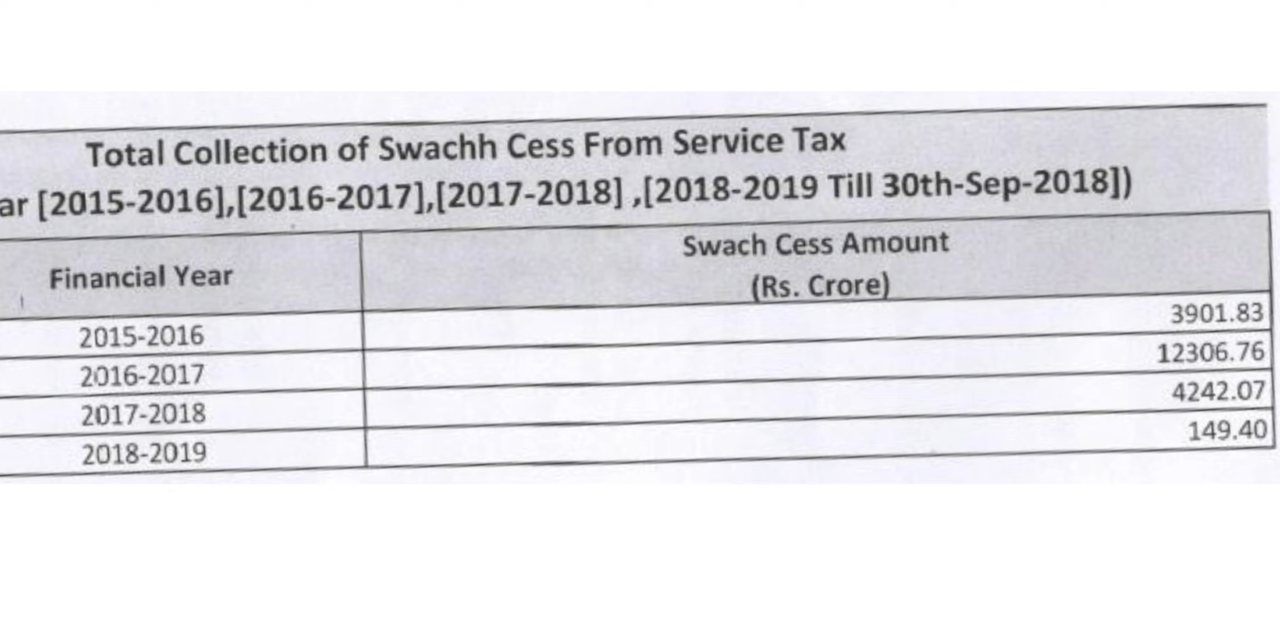 Total Collection of Swachh Cess From Service Tax
ar [2015-2016],[2016-2017],[2017-2018] ,[2018-2019 Till 30th-Sep-2018])
Financial Year Swach Cess Amount
(Rs. Crore)
2015-2016 3901.83
2016-2017 12306.76
2017-2018 4242.07
2018-2019 149.40